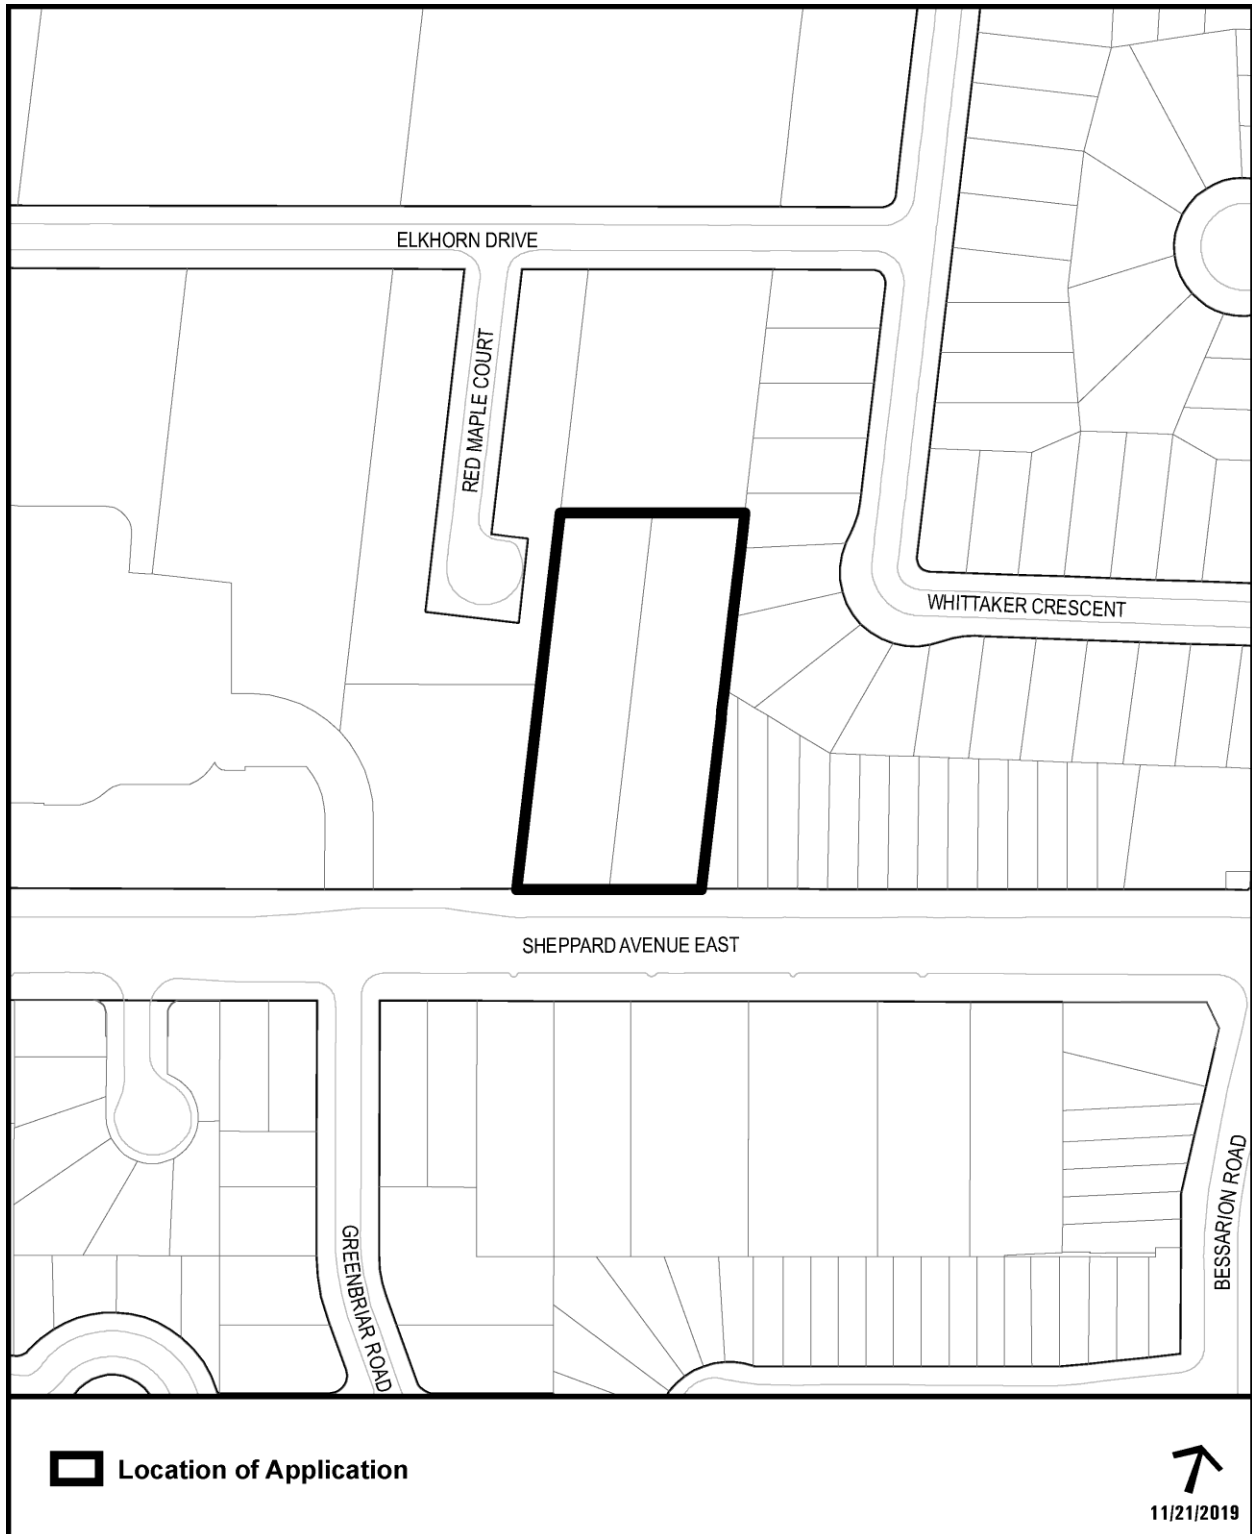 ELKHORN DRIVE
RED MAPLE COURT
WHITTAKER CRESCENT
SHEPPARD AVENUE EAST
GREENBRIAR ROAD
BESSARION ROAD
Location of Application
11/21/2019